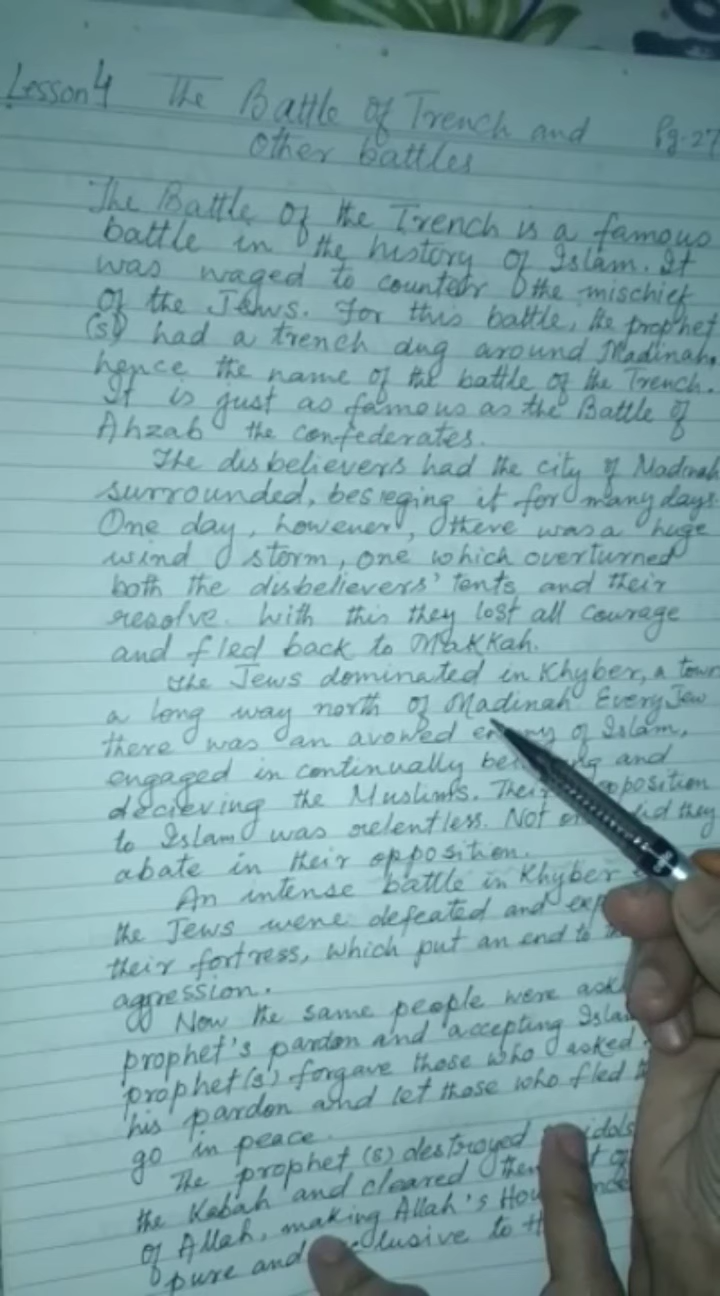 Lesson 4 The Battle of Trench and Pg-27
other battles
The Battle of the Trench is a famous
battle in the history of Islam. It
was waged to counter the mischief
of the Jews. For this battle, the prophet
(s) had a trench dug around Madinah,
hence the name of the battle of the Trench.
It is just as famous as the Battle of
Ahzab the confederates.
The disbelievers had the city of Madinah
surrounded, besieging it for many days.
One day, however, there was a huge
wind storm, one which overturned
both the disbelievers' tents and their
resolve. With this they lost all courage
and fled back to Makkah.
The Jews dominated in Khyber, a town
a long way north of Madinah Every Jew
there was an avowed of Islam,
engaged in continually and
decieving the Muslims. Their opposition
to Islam was relentless. Not did they
abate in their opposition.
An intense battle in Khyber
the Jews were defeated and
their fortress, which put an end to
aggression.
Now the same people were
prophet's pardon and accepting
prophet (s) forgave those who asked
his pardon and let those who fled
go in peace.
The prophet (s) destroyed idols
the Kabah and cleared
of Allah, making Allah's
pure and to